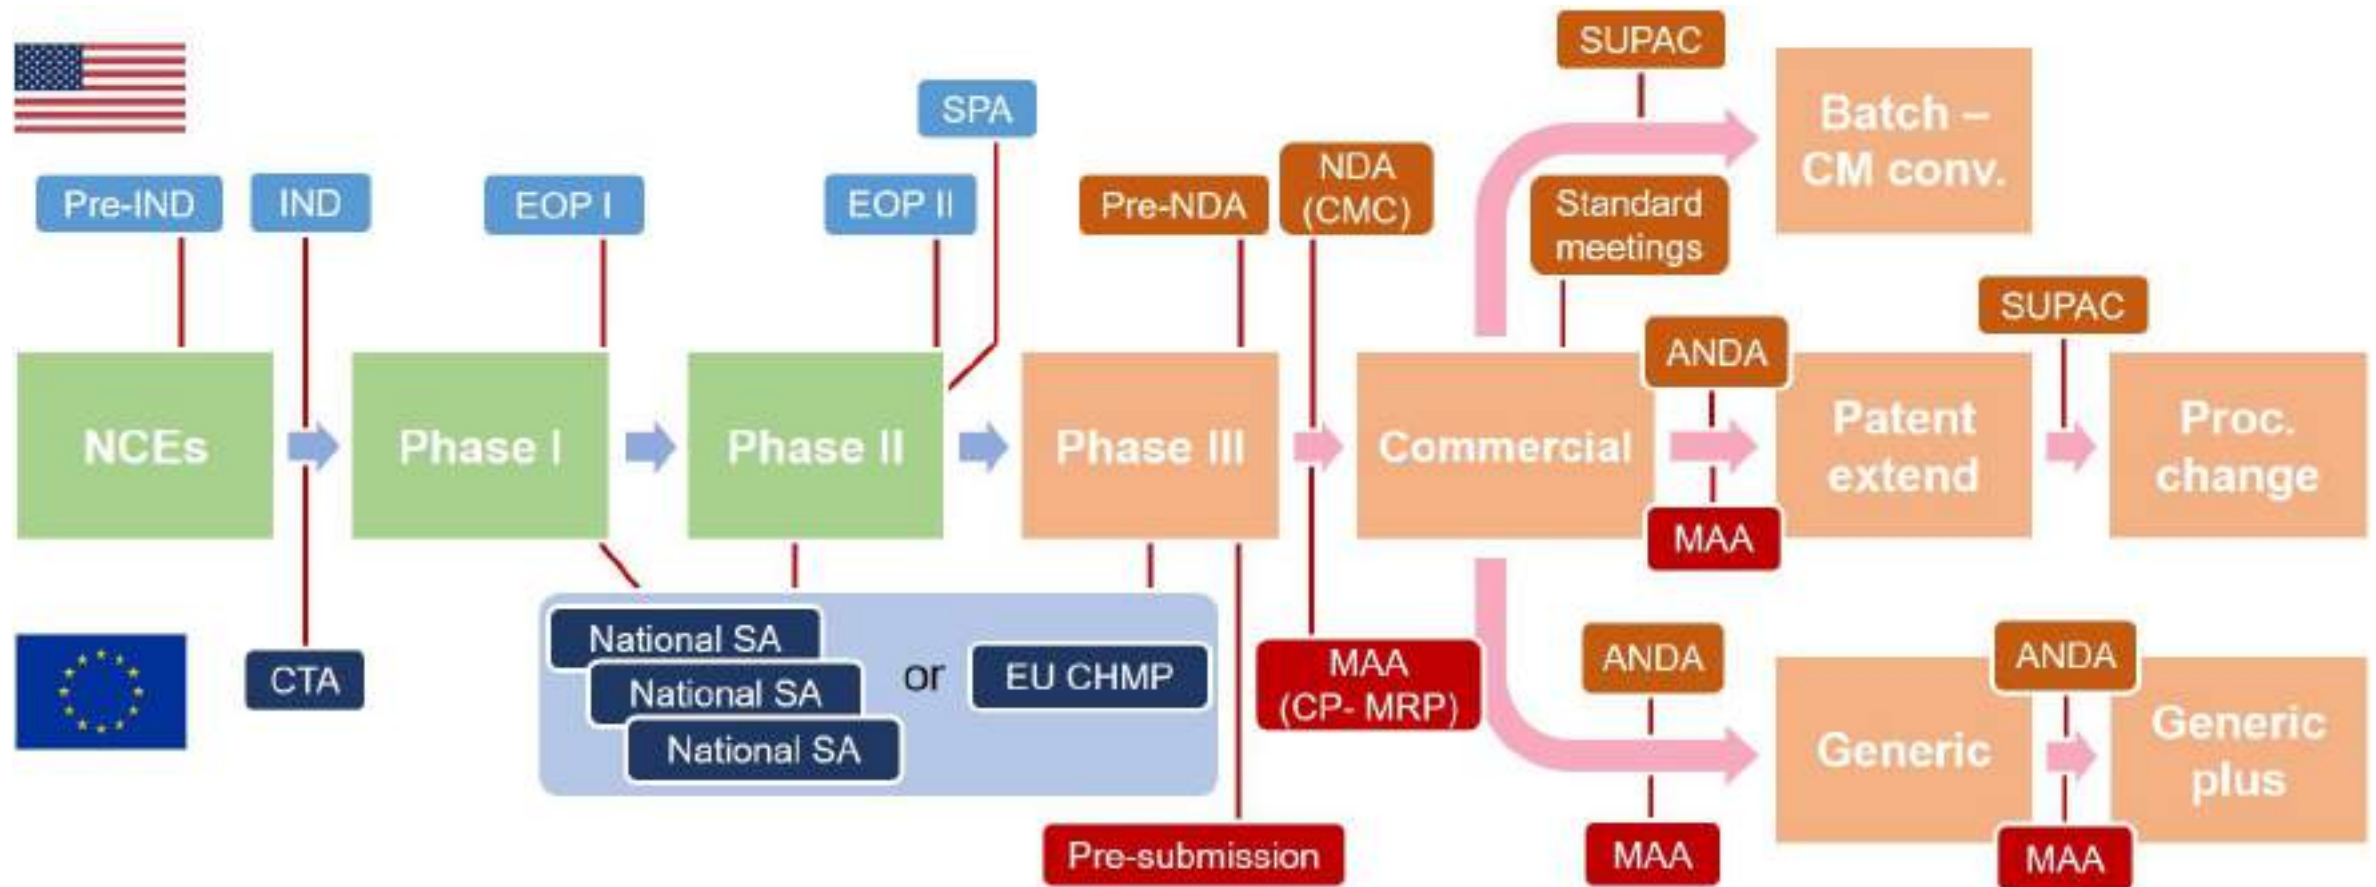 SUPAC
Batch –
CM conv.
SPA
Pre-IND
IND
EOP I
EOP II
Pre-NDA
NDA
(CMC)
Standard
meetings
SUPAC
ANDA
NCEs
Phase I
Phase II
Phase III
Commercial
Patent
extend
Proc.
change
MAA
CTA
National SA
National SA
National SA
or
EU CHMP
MAA
(CP- MRP)
Pre-submission
ANDA
MAA
Generic
ANDA
MAA
Generic
plus